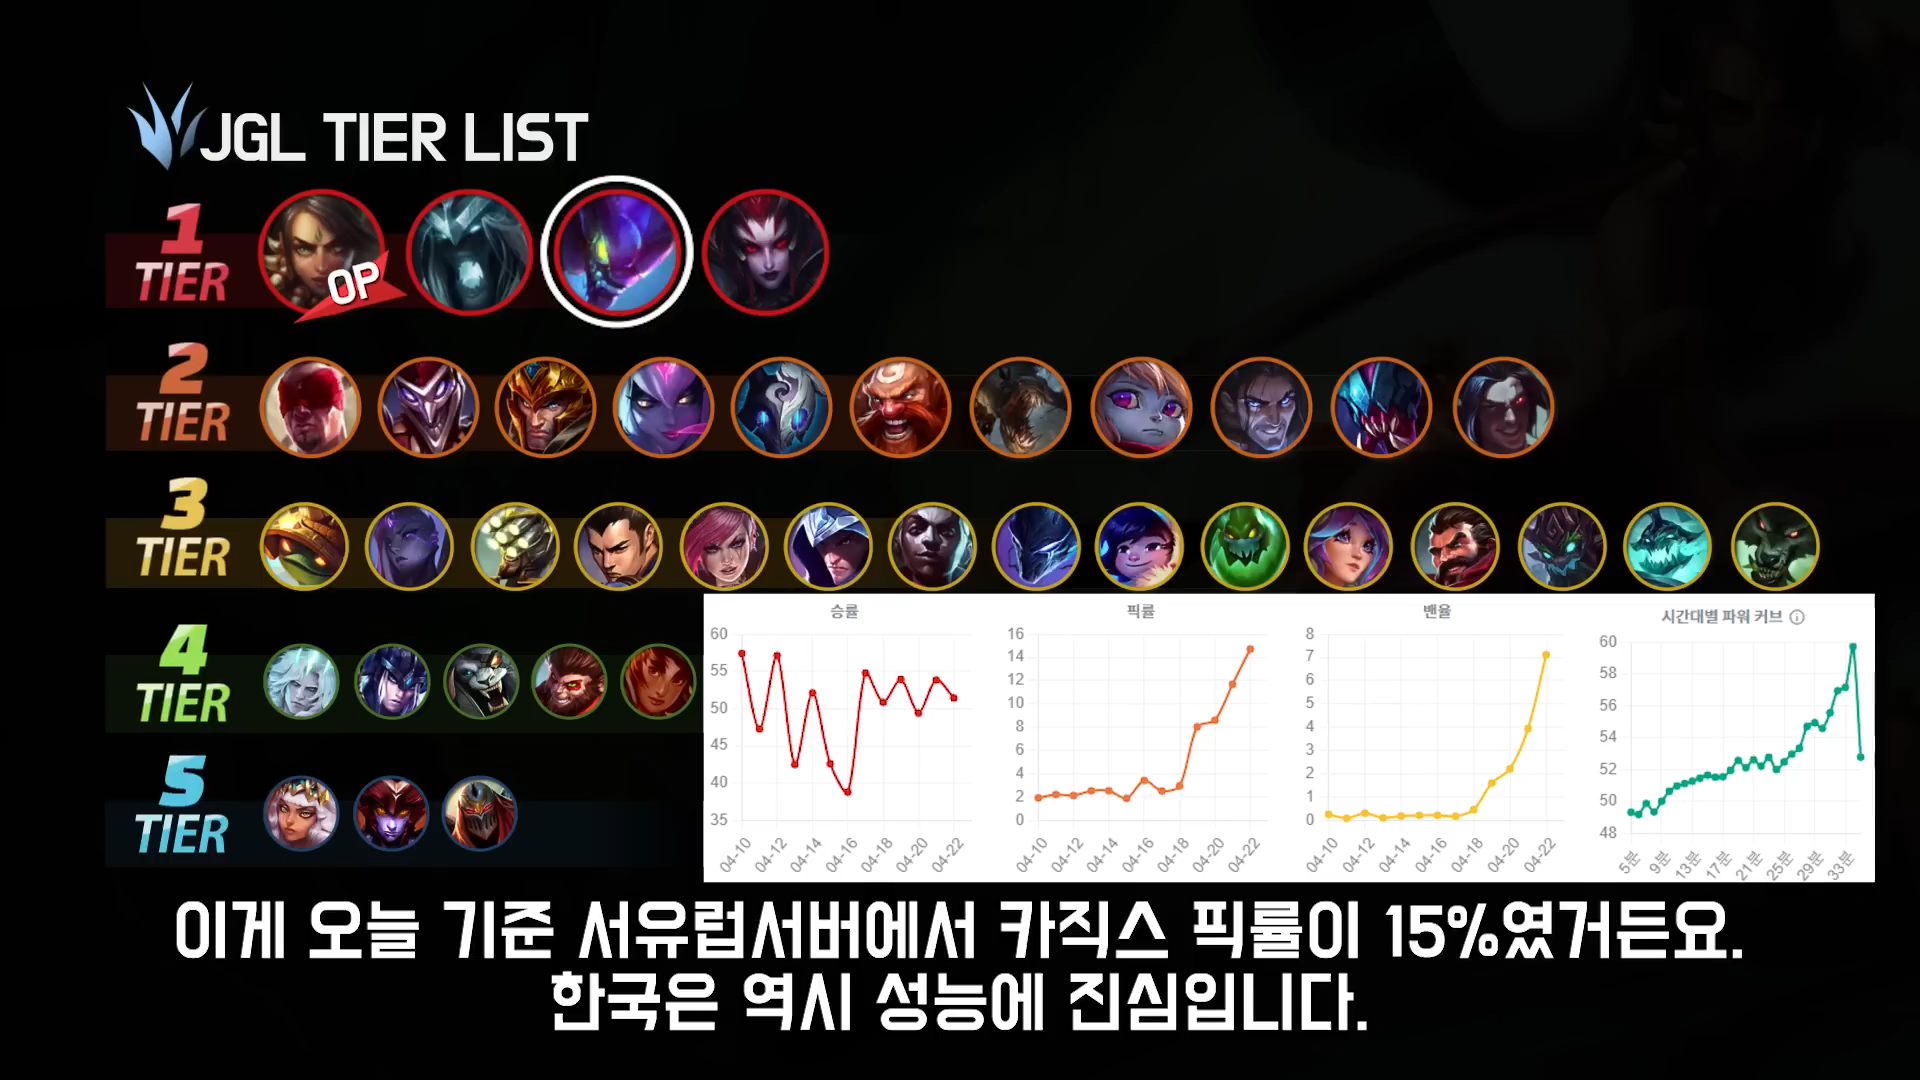 JGL TIER LIST
1
TIER
OP
2
TIER
3
TIER
4
TIER
5
TIER
승률
60
55
50
45
40
35
04-10
04-12
04-14
04-16
04-18
04-20
04-22
픽률
16
14
12
10
8
6
4
2
0
04-10
04-12
04-14
04-16
04-18
04-20
04-22
밴율
8
7
6
5
4
3
2
1
0
04-10
04-12
04-14
04-16
04-18
04-20
04-22
시간대별 파워 커브
60
58
56
54
52
50
48
5분
9분
13분
17분
21분
25분
29분
33분
이게 오늘 기준 서유럽서버에서 카직스 픽률이 15%였거든요.
한국은 역시 성능에 진심입니다.